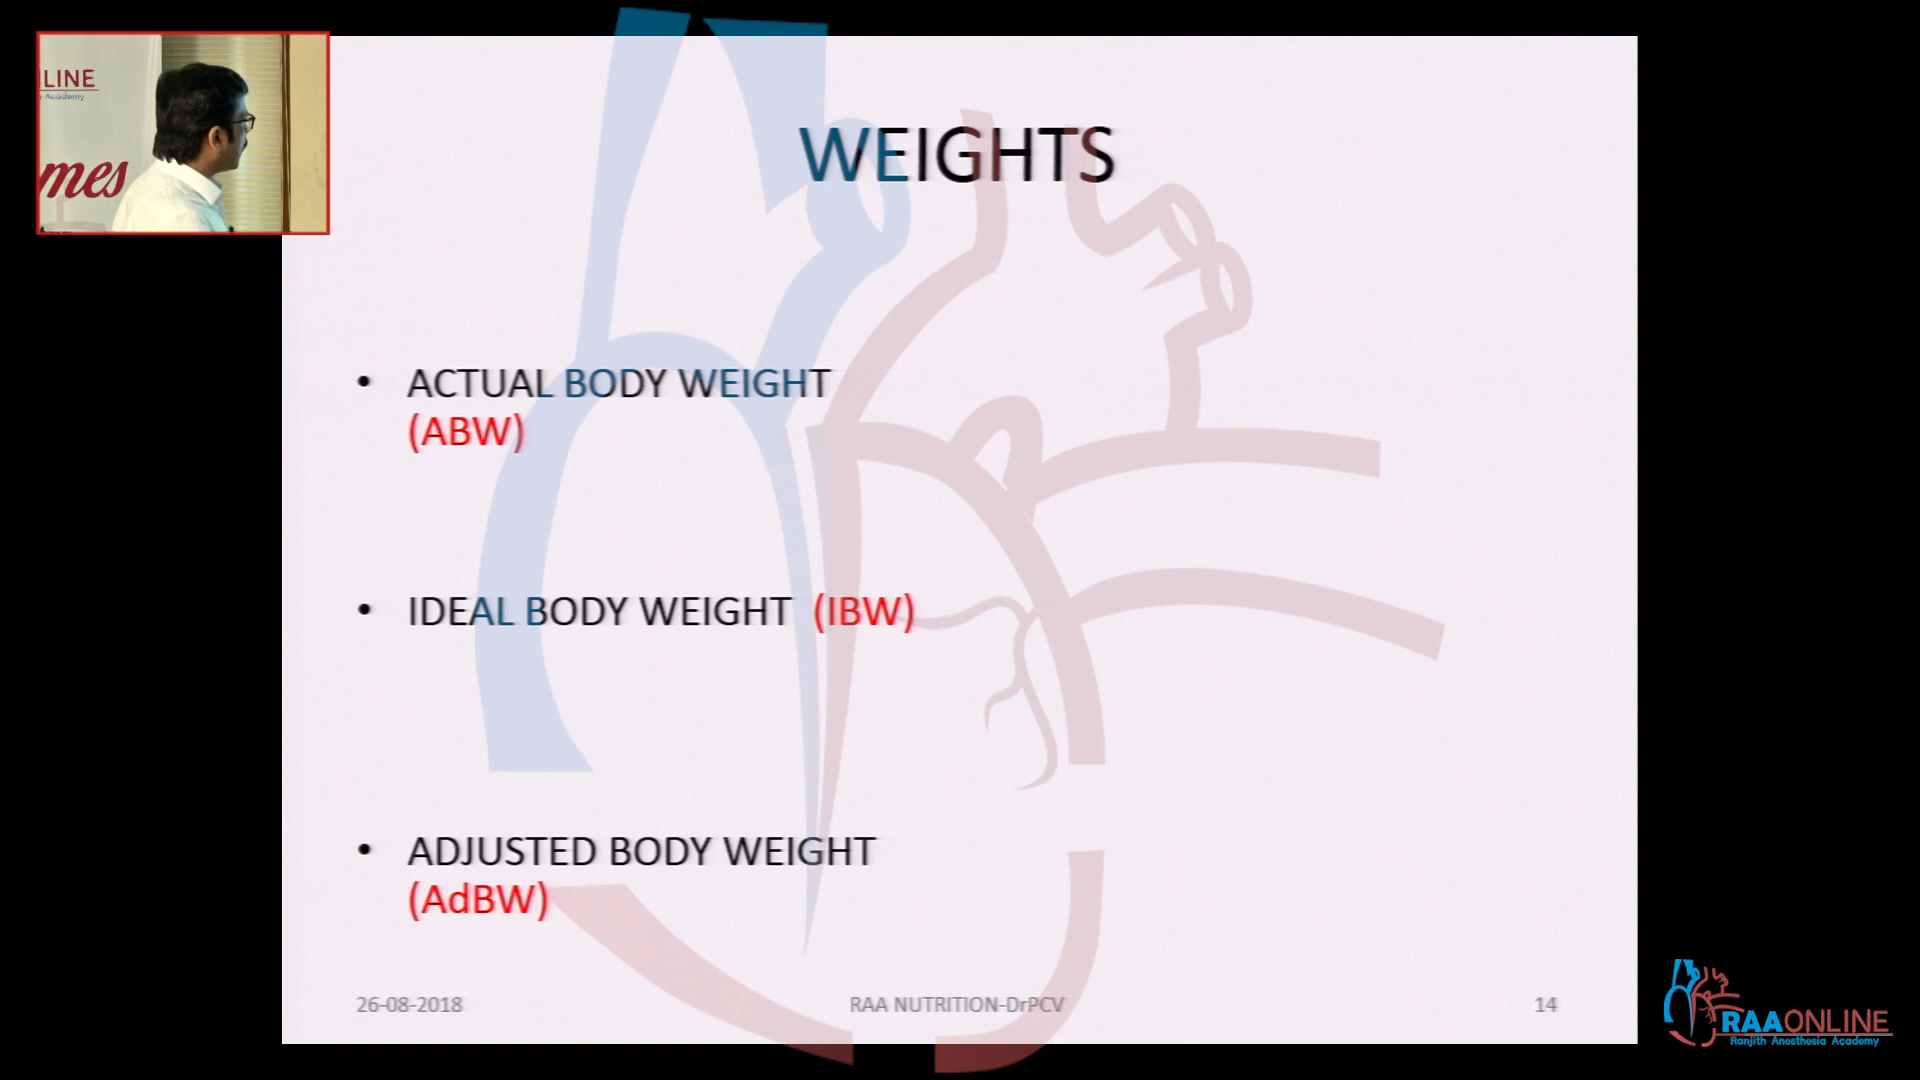 LINE
Academy
mes
WEIGHTS
• ACTUAL BODY WEIGHT
(ABW)
• IDEAL BODY WEIGHT (IBW)
• ADJUSTED BODY WEIGHT
(AdBW)
26-08-2018
RAA NUTRITION-DrPCV
14
RAAONLINE
Ranjith Anesthesia Academy